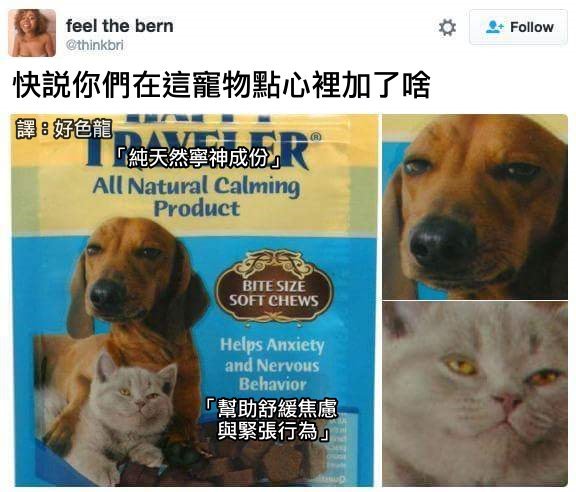 feel the bern
@thinkbri
Follow
快説你們在這寵物點心裡加了啥
譯：好色龍
TRAVELER®
「純天然寧神成份」
All Natural Calming
Product
BITE SIZE
SOFT CHEWS
Helps Anxiety
and Nervous
Behavior
「幫助舒緩焦慮
與緊張行為」